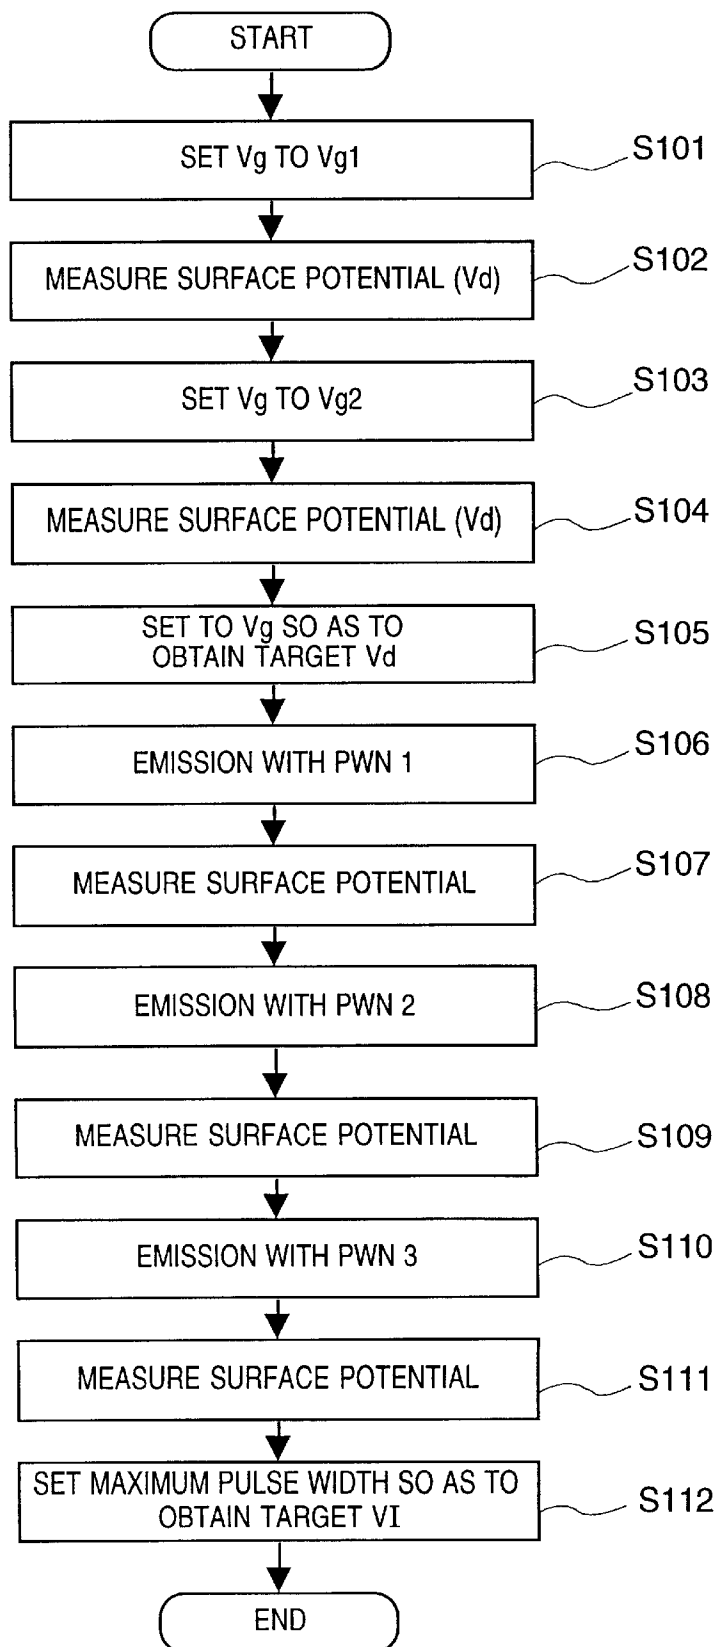 START
SET Vg TO Vg1
S101
MEASURE SURFACE POTENTIAL (Vd)
S102
SET Vg TO Vg2
S103
MEASURE SURFACE POTENTIAL (Vd)
S104
SET TO Vg SO AS TO
OBTAIN TARGET Vd
S105
EMISSION WITH PWN 1
S106
MEASURE SURFACE POTENTIAL
S107
EMISSION WITH PWN 2
S108
MEASURE SURFACE POTENTIAL
S109
EMISSION WITH PWN 3
S110
MEASURE SURFACE POTENTIAL
S111
SET MAXIMUM PULSE WIDTH SO AS TO
OBTAIN TARGET VI
S112
END